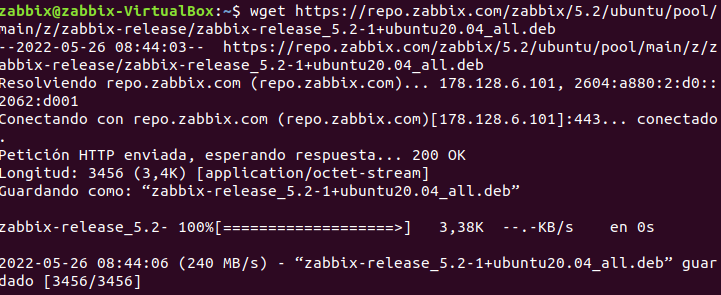 zabbix@zabbix-VirtualBox:~$ wget https://repo.zabbix.com/zabbix/5.2/ubuntu/pool/
main/z/zabbix-release/zabbix-release_5.2-1+ubuntu20.04_all.deb
--2022-05-26 08:44:03--  https://repo.zabbix.com/zabbix/5.2/ubuntu/pool/main/z/z
abbix-release/zabbix-release_5.2-1+ubuntu20.04_all.deb
Resolviendo repo.zabbix.com (repo.zabbix.com)... 178.128.6.101, 2604:a880:2:d0::
2062:d001
Conectando con repo.zabbix.com (repo.zabbix.com)[178.128.6.101]:443... conectado
.
Petición HTTP enviada, esperando respuesta... 200 OK
Longitud: 3456 (3,4K) [application/octet-stream]
Guardando como: “zabbix-release_5.2-1+ubuntu20.04_all.deb”
zabbix-release_5.2- 100%[===================>]   3,38K  --.-KB/s    en 0s
2022-05-26 08:44:06 (240 MB/s) - “zabbix-release_5.2-1+ubuntu20.04_all.deb” guar
dado [3456/3456]